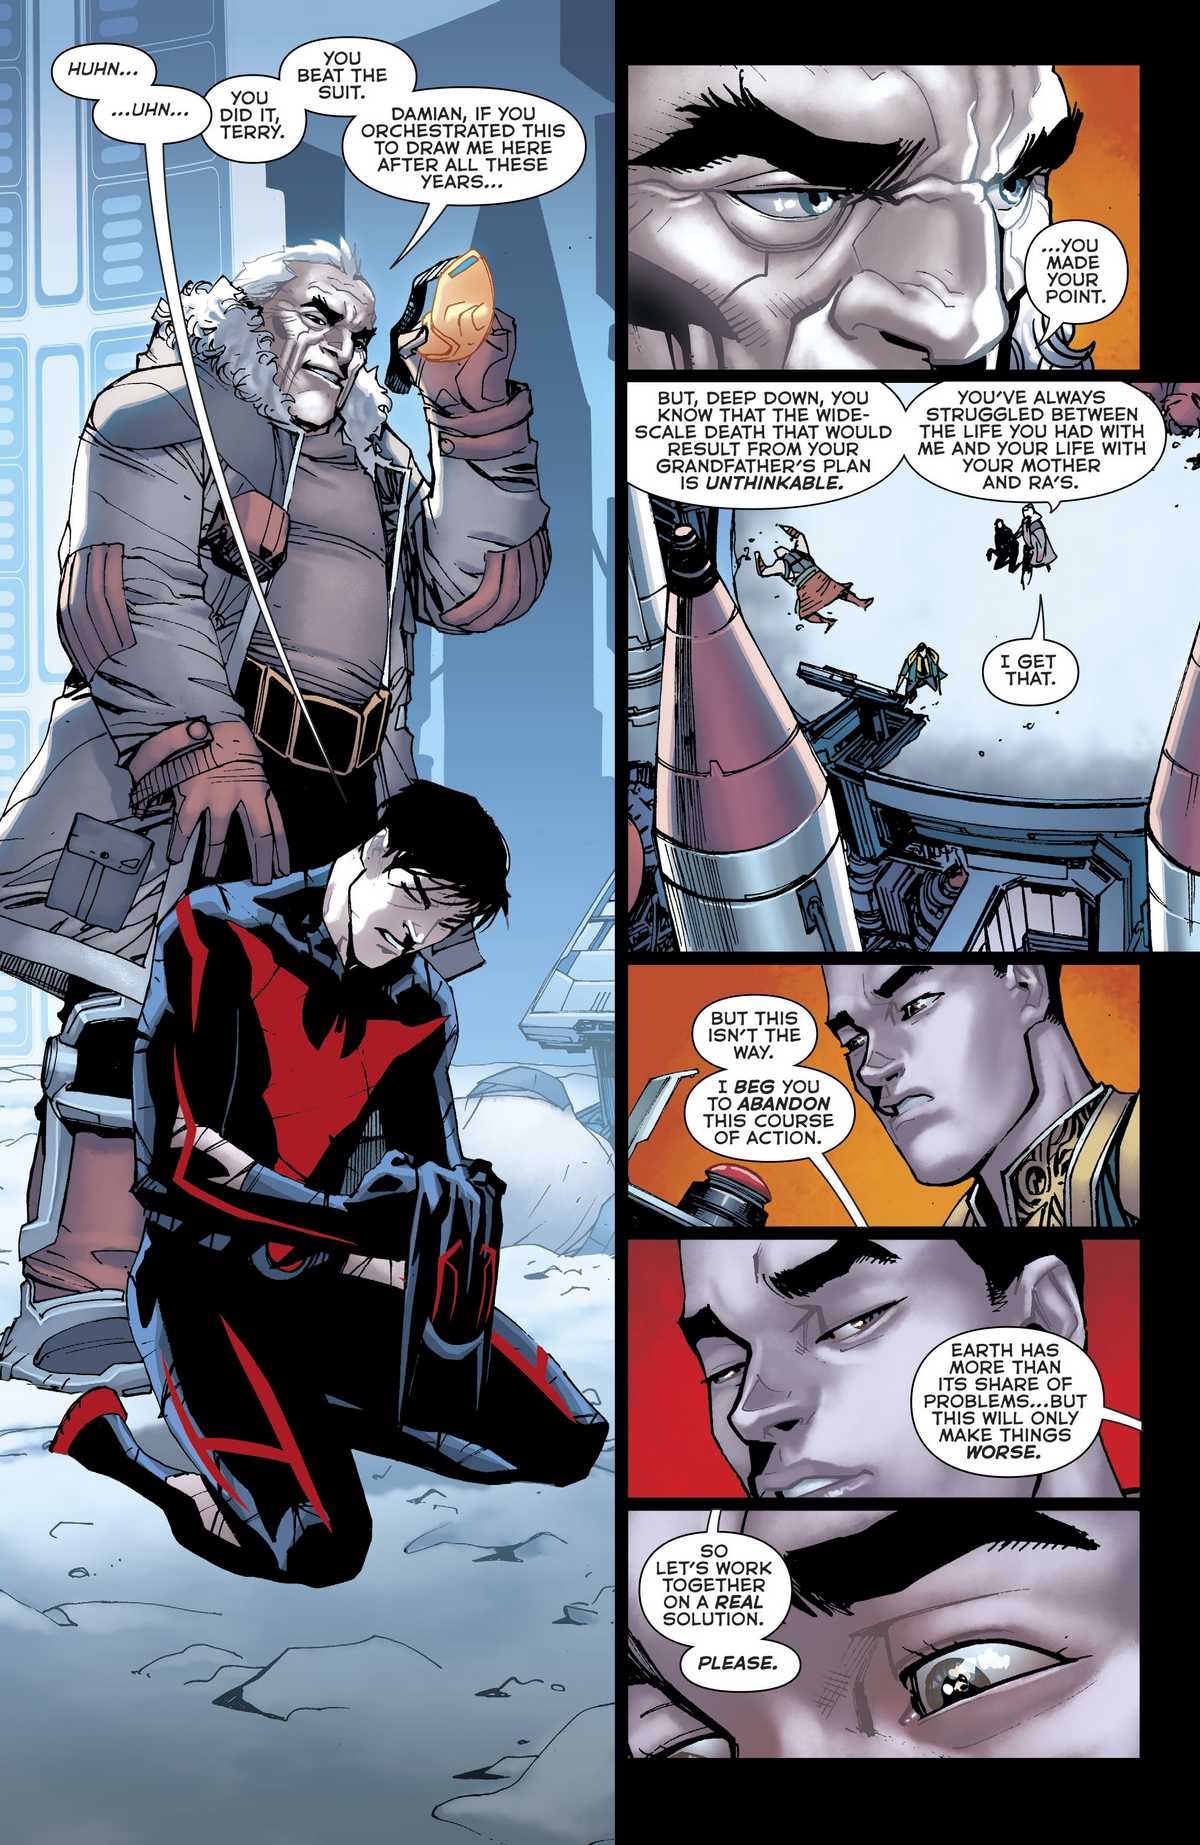 HUHN...
...UHN...
YOU
DID IT,
TERRY.
YOU
BEAT THE
SUIT.
DAMIAN, IF YOU
ORCHESTRATED THIS
TO DRAW ME HERE
AFTER ALL THESE
YEARS...
...YOU
MADE
YOUR
POINT.
BUT, DEEP DOWN, YOU
KNOW THAT THE WIDE-
SCALE DEATH THAT WOULD
RESULT FROM YOUR
GRANDFATHER'S PLAN
IS UNTHINKABLE.
YOU'VE ALWAYS
STRUGGLED BETWEEN
THE LIFE YOU HAD WITH
ME AND YOUR LIFE WITH
YOUR MOTHER
AND RA'S.
I GET
THAT.
BUT THIS
ISN'T THE
WAY.
I BEG YOU
TO ABANDON
THIS COURSE
OF ACTION.
EARTH HAS
MORE THAN
ITS SHARE OF
PROBLEMS...BUT
THIS WILL ONLY
MAKE THINGS
WORSE.
SO
LET'S WORK
TOGETHER
ON A REAL
SOLUTION.
PLEASE.